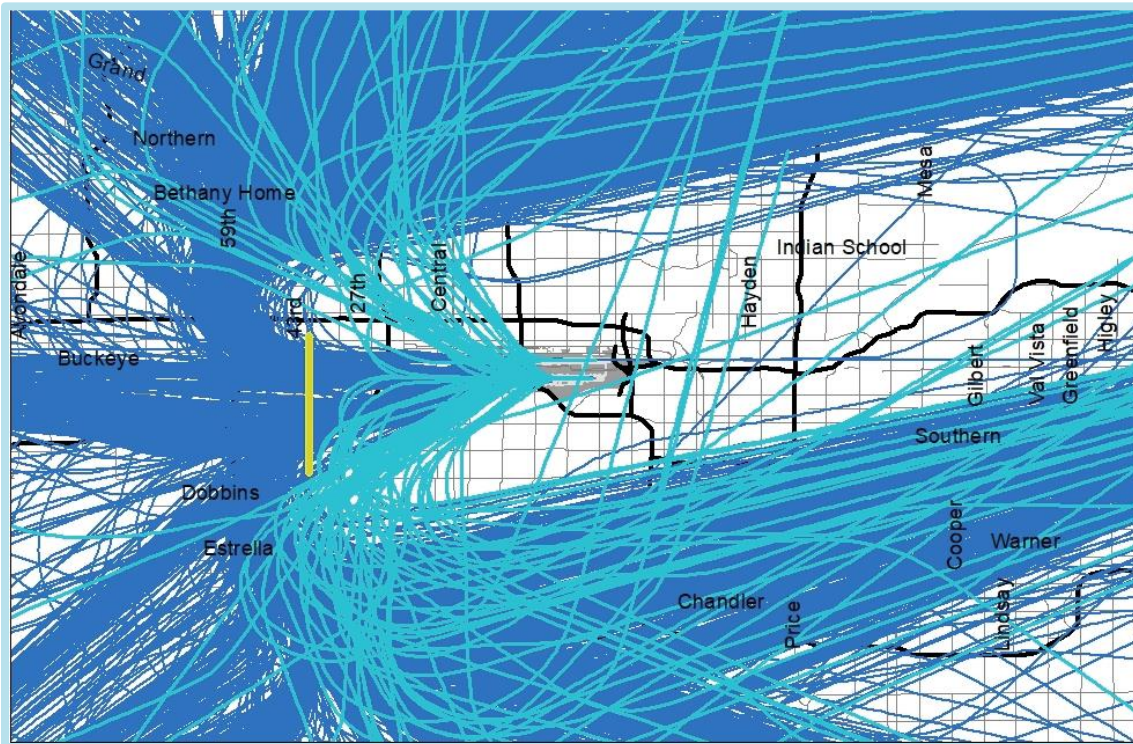 Grand
Northern
Bethany Home
59th
Mesa
Indian School
Central
27th
43rd
Hayden
Avondale
Buckeye
Val Vista
Greenfield
Higley
Gilbert
Southern
Dobbins
Estrella
Cooper
Warner
Chandler
Price
Lindsay